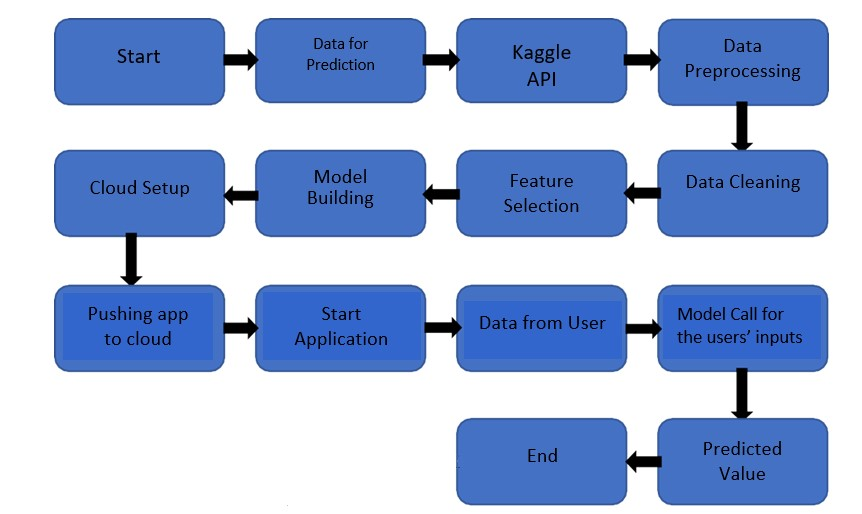 Start
Data for
Prediction
Kaggle
API
Data
Preprocessing
Data Cleaning
Feature
Selection
Model
Building
Cloud Setup
Pushing app
to cloud
Start
Application
Data from User
Model Call for
the users’ inputs
Predicted
Value
End